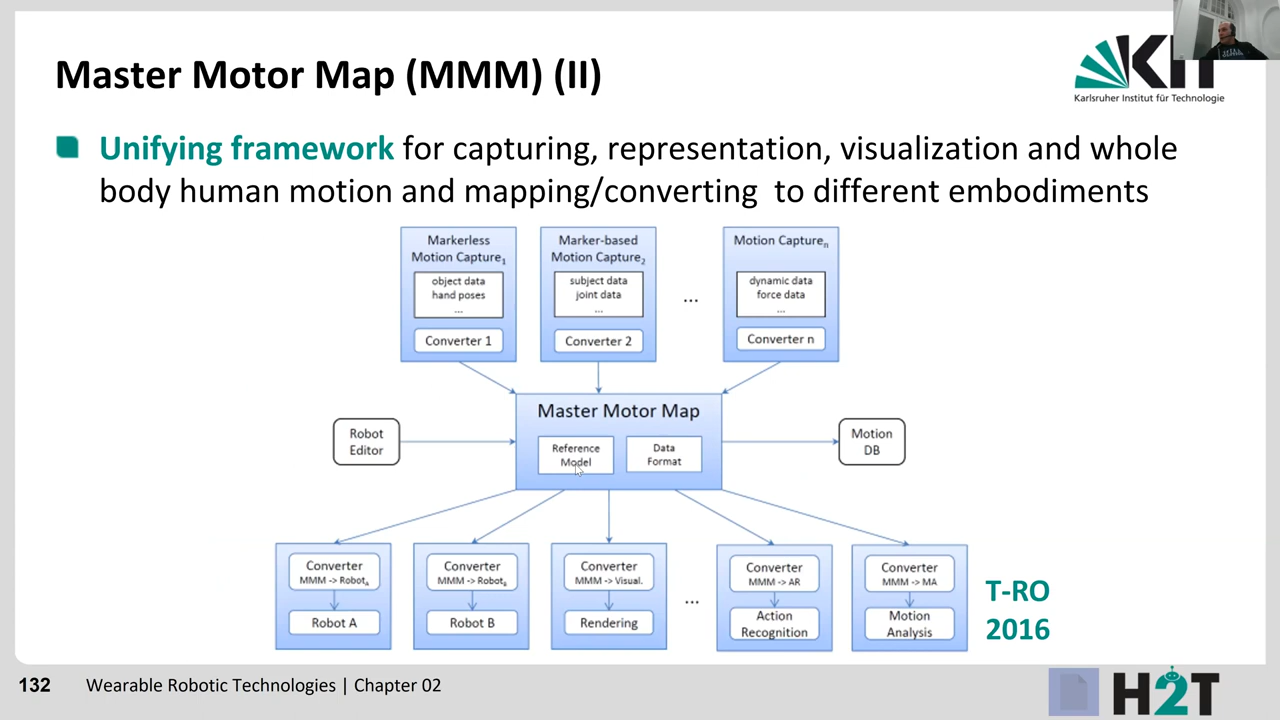 Master Motor Map (MMM) (II)
KIT
Karlsruher Institut für Technologie
Unifying framework for capturing, representation, visualization and whole
body human motion and mapping/converting to different embodiments
Markerless
Motion Capture1
object data
hand poses
...
Converter 1
Marker-based
Motion Capture2
subject data
joint data
...
Converter 2
...
Motion Capturen
dynamic data
force data
...
Converter n
Robot
Editor
Master Motor Map
Reference
Model
Data
Format
Motion
DB
Converter
MMM -> RobotA
Robot A
Converter
MMM -> RobotB
Robot B
Converter
MMM -> Visual.
Rendering
...
Converter
MMM -> AR
Action
Recognition
Converter
MMM -> MA
Motion
Analysis
T-RO
2016
132 Wearable Robotic Technologies | Chapter 02
H2T